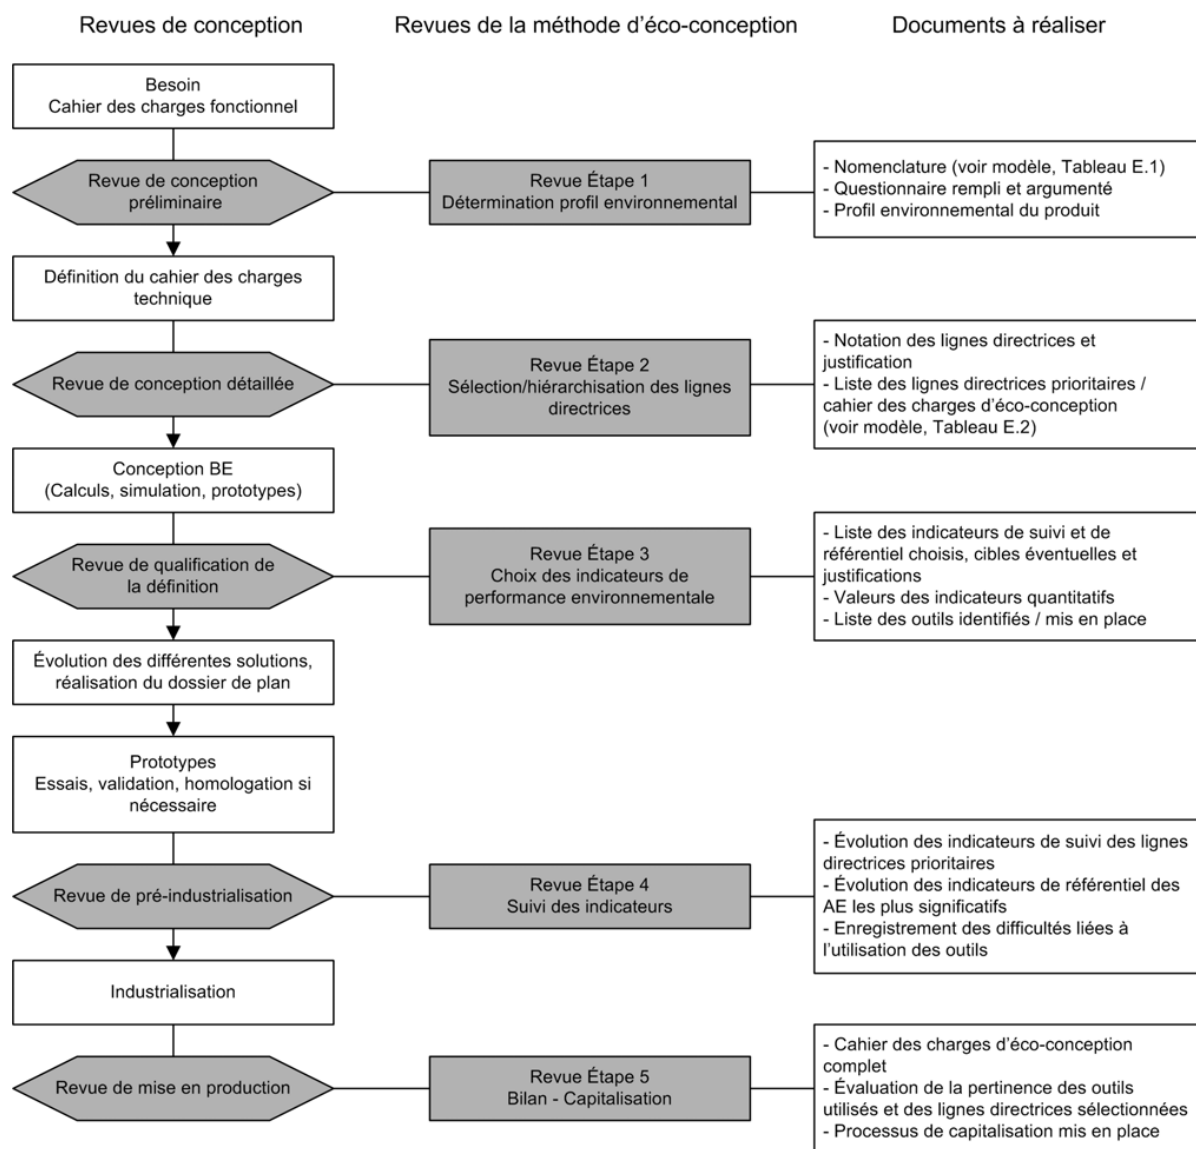 Revues de conception
Revues de la méthode d’éco-conception
Documents à réaliser
Besoin
Cahier des charges fonctionnel
Revue de conception
préliminaire
Revue Étape 1
Détermination profil environnemental
- Nomenclature (voir modèle, Tableau E.1)
- Questionnaire rempli et argumenté
- Profil environnemental du produit
Définition du cahier des charges
technique
Revue de conception détaillée
Revue Étape 2
Sélection/hiérarchisation des lignes
directrices
- Notation des lignes directrices et
justification
- Liste des lignes directrices prioritaires /
cahier des charges d’éco-conception
(voir modèle, Tableau E.2)
Conception BE
(Calculs, simulation, prototypes)
Revue de qualification de
la définition
Revue Étape 3
Choix des indicateurs de
performance environnementale
- Liste des indicateurs de suivi et de
référentiel choisis, cibles éventuelles et
justifications
- Valeurs des indicateurs quantitatifs
- Liste des outils identifiés / mis en place
Évolution des différentes solutions,
réalisation du dossier de plan
Prototypes
Essais, validation, homologation si
nécessaire
Revue de pré-industrialisation
Revue Étape 4
Suivi des indicateurs
- Évolution des indicateurs de suivi des lignes
directrices prioritaires
- Évolution des indicateurs de référentiel des
AE les plus significatifs
- Enregistrement des difficultés liées à
l’utilisation des outils
Industrialisation
Revue de mise en production
Revue Étape 5
Bilan - Capitalisation
- Cahier des charges d’éco-conception
complet
- Évaluation de la pertinence des outils
utilisés et des lignes directrices sélectionnées
- Processus de capitalisation mis en place